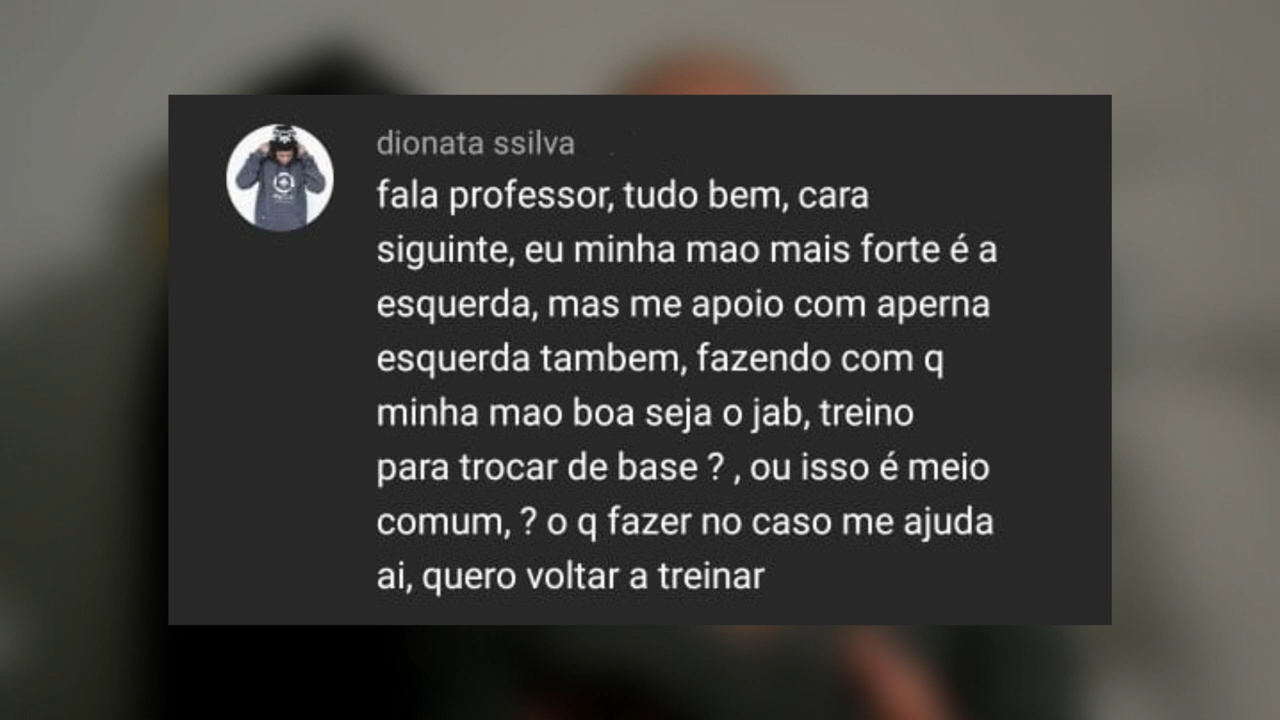 dionata ssilva
fala professor, tudo bem, cara
siguinte, eu minha mao mais forte é a
esquerda, mas me apoio com aperna
esquerda tambem, fazendo com q
minha mao boa seja o jab, treino
para trocar de base ? , ou isso é meio
comum, ? o q fazer no caso me ajuda
ai, quero voltar a treinar